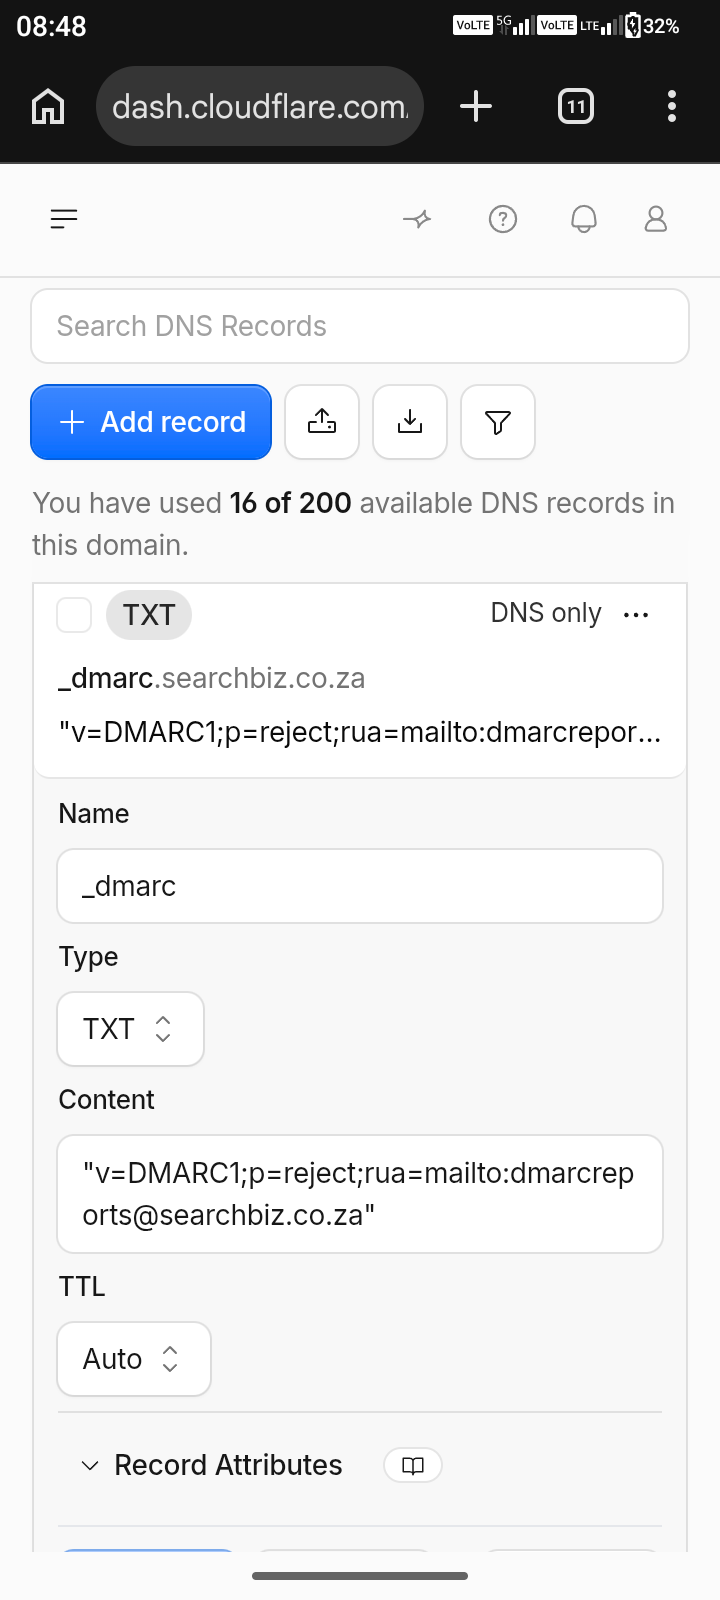 08:48
VoLTE 5G VoLTE LTE 32%
dash.cloudflare.com/
11
Search DNS Records
Add record
You have used 16 of 200 available DNS records in
this domain.
TXT DNS only ...
_dmarc.searchbiz.co.za
"v=DMARC1;p=reject;rua=mailto:dmarcrepor...
Name
_dmarc
Type
TXT
Content
"v=DMARC1;p=reject;rua=mailto:dmarcrep
orts@searchbiz.co.za"
TTL
Auto
Record Attributes